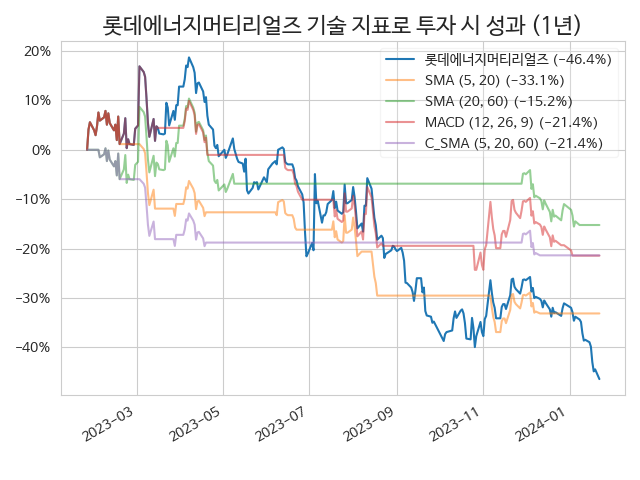 롯데에너지머티리얼즈 기술 지표로 투자 시 성과 (1년)
롯데에너지머티리얼즈 (−46.4%)
SMA (5, 20) (−33.1%)
SMA (20, 60) (−15.2%)
MACD (12, 26, 9) (−21.4%)
C_SMA (5, 20, 60) (−21.4%)
20%
10%
0%
−10%
−20%
−30%
−40%
2023−03
2023−05
2023−07
2023−09
2023−11
2024−01